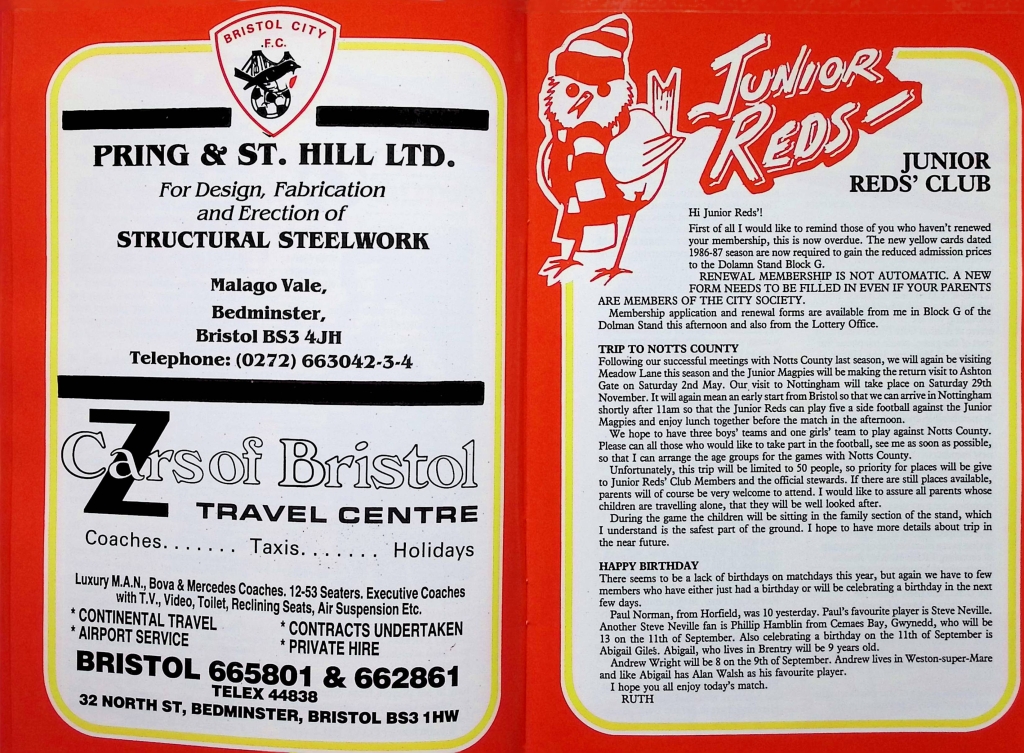 BRISTOL CITY
F.C.
PRING & ST. HILL LTD.
For Design, Fabrication
and Erection of
STRUCTURAL STEELWORK
Malago Vale,
Bedminster,
Bristol BS3 4JH
Telephone: (0272) 663042-3-4
Z Cars of Bristol
TRAVEL CENTRE
Coaches....... Taxis....... Holidays
Luxury M.A.N., Bova & Mercedes Coaches. 12-53 Seaters. Executive Coaches
with T.V., Video, Toilet, Reclining Seats, Air Suspension Etc.
* CONTINENTAL TRAVEL * CONTRACTS UNDERTAKEN
* AIRPORT SERVICE * PRIVATE HIRE
BRISTOL 665801 & 662861
TELEX 44838
32 NORTH ST, BEDMINSTER, BRISTOL BS3 1HW
JUNIOR
REDS
JUNIOR
REDS' CLUB
Hi Junior Reds'!
First of all I would like to remind those of you who haven't renewed
your membership, this is now overdue. The new yellow cards dated
1986-87 season are now required to gain the reduced admission prices
to the Dolamn Stand Block G.
RENEWAL MEMBERSHIP IS NOT AUTOMATIC. A NEW
FORM NEEDS TO BE FILLED IN EVEN IF YOUR PARENTS
ARE MEMBERS OF THE CITY SOCIETY.
Membership application and renewal forms are available from me in Block G of the
Dolman Stand this afternoon and also from the Lottery Office.
TRIP TO NOTTS COUNTY
Following our successful meetings with Notts County last season, we will again be visiting
Meadow Lane this season and the Junior Magpies will be making the return visit to Ashton
Gate on Saturday 2nd May. Our visit to Nottingham will take place on Saturday 29th
November. It will again mean an early start from Bristol so that we can arrive in Nottingham
shortly after 11am so that the Junior Reds can play five a side football against the Junior
Magpies and enjoy lunch together before the match in the afternoon.
We hope to have three boys' teams and one girls' team to play against Notts County.
Please can all those who would like to take part in the football, see me as soon as possible,
so that I can arrange the age groups for the games with Notts County.
Unfortunately, this trip will be limited to 50 people, so priority for places will be give
to Junior Reds' Club Members and the official stewards. If there are still places available,
parents will of course be very welcome to attend. I would like to assure all parents whose
children are travelling alone, that they will be well looked after.
During the game the children will be sitting in the family section of the stand, which
I understand is the safest part of the ground. I hope to have more details about trip in
the near future.
HAPPY BIRTHDAY
There seems to be a lack of birthdays on matchdays this year, but again we have to few
members who have either just had a birthday or will be celebrating a birthday in the next
few days.
Paul Norman, from Horfield, was 10 yesterday. Paul's favourite player is Steve Neville.
Another Steve Neville fan is Phillip Hamblin from Cemaes Bay, Gwynedd, who will be
13 on the 11th of September. Also celebrating a birthday on the 11th of September is
Abigail Giles. Abigail, who lives in Brentry will be 9 years old.
Andrew Wright will be 8 on the 9th of September. Andrew lives in Weston-super-Mare
and like Abigail has Alan Walsh as his favourite player.
I hope you all enjoy today's match.
RUTH